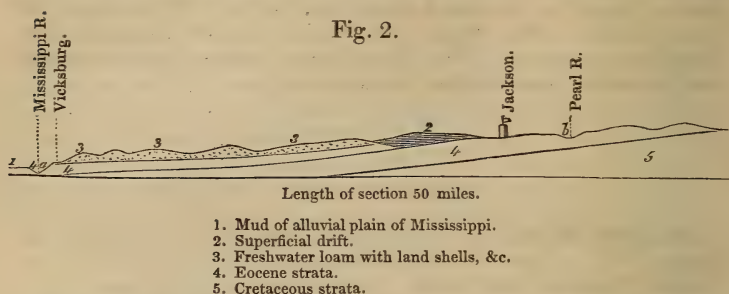 Fig. 2.
Mississippi R.
Vicksburg.
Jackson.
Pearl R.
1 4 a 4 3 3 3 2 4 b 5
Length of section 50 miles.
1. Mud of alluvial plain of Mississippi.
2. Superficial drift.
3. Freshwater loam with land shells, &c.
4. Eocene strata.
5. Cretaceous strata.